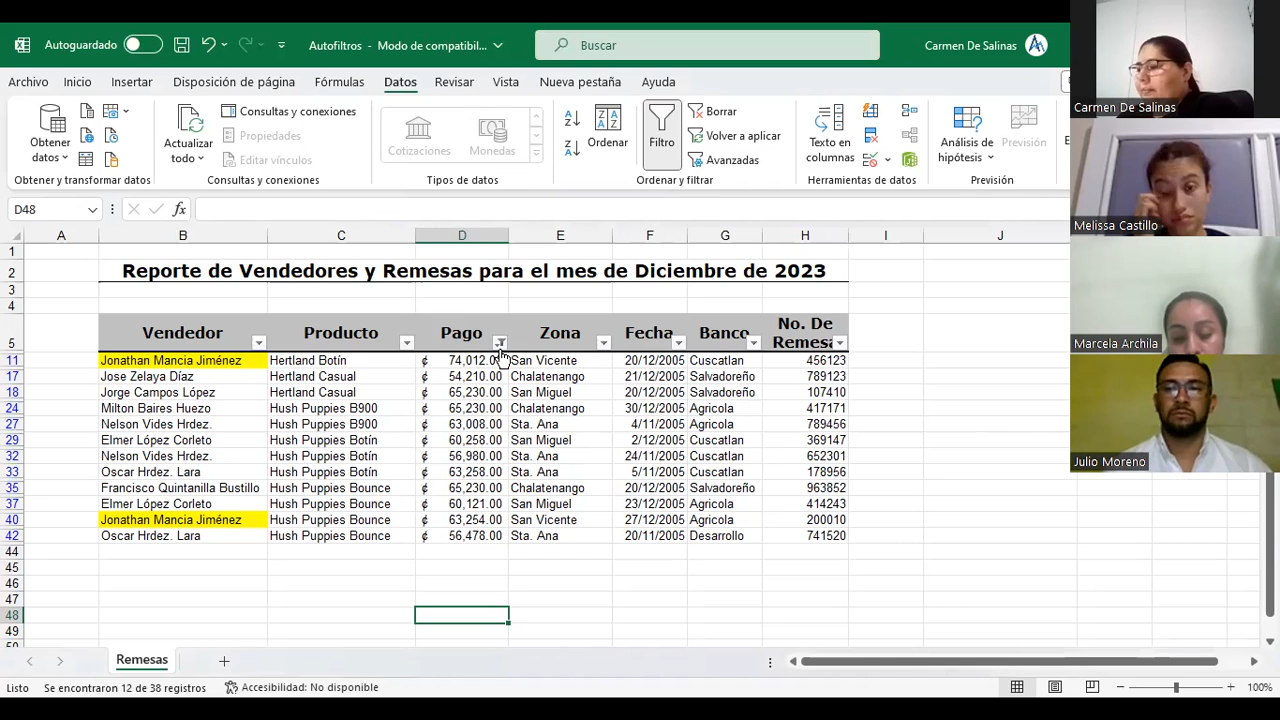 Autoguardado
Autofiltros - Modo de compatibil...
Buscar
Carmen De Salinas
Archivo Inicio Insertar Disposición de página Fórmulas Datos Revisar Vista Nueva pestaña Ayuda
Obtener datos
Actualizar todo
Consultas y conexiones
Propiedades
Editar vínculos
Cotizaciones
Monedas
Ordenar
Filtro
Borrar
Volver a aplicar
Avanzadas
Texto en columnas
Análisis de hipótesis
Previsión
Obtener y transformar datos Consultas y conexiones Tipos de datos Ordenar y filtrar Herramientas de datos Previsión
D48 fx
A B C D E F G H I J
1
2 Reporte de Vendedores y Remesas para el mes de Diciembre de 2023
3
4
5 Vendedor Producto Pago Zona Fecha Banco No. De Remesa
11 Jonathan Mancia Jiménez Hertland Botín ¢ 74,012.00 San Vicente 20/12/2005 Cuscatlan 456123
17 Jose Zelaya Díaz Hertland Casual ¢ 54,210.00 Chalatenango 21/12/2005 Salvadoreño 789123
18 Jorge Campos López Hertland Casual ¢ 65,230.00 San Miguel 20/12/2005 Salvadoreño 107410
24 Milton Baires Huezo Hush Puppies B900 ¢ 65,230.00 Chalatenango 30/12/2005 Agricola 417171
27 Nelson Vides Hrdez. Hush Puppies B900 ¢ 63,008.00 Sta. Ana 4/11/2005 Agricola 789456
29 Elmer López Corleto Hush Puppies Botín ¢ 60,258.00 San Miguel 2/12/2005 Cuscatlan 369147
32 Nelson Vides Hrdez. Hush Puppies Botín ¢ 56,980.00 Sta. Ana 24/11/2005 Cuscatlan 652301
33 Oscar Hrdez. Lara Hush Puppies Botín ¢ 63,258.00 Sta. Ana 5/11/2005 Cuscatlan 178956
35 Francisco Quintanilla Bustillo Hush Puppies Bounce ¢ 65,230.00 Chalatenango 20/12/2005 Salvadoreño 963852
37 Elmer López Corleto Hush Puppies Bounce ¢ 60,121.00 San Miguel 23/12/2005 Agricola 414243
40 Jonathan Mancia Jiménez Hush Puppies Bounce ¢ 63,254.00 San Vicente 27/12/2005 Agricola 200010
42 Oscar Hrdez. Lara Hush Puppies Bounce ¢ 56,478.00 Sta. Ana 20/11/2005 Desarrollo 741520
44
45
46
47
48
49
Remesas
Listo Se encontraron 12 de 38 registros Accesibilidad: No disponible 100%
Carmen De Salinas
Melissa Castillo
Marcela Archila
Julio Moreno